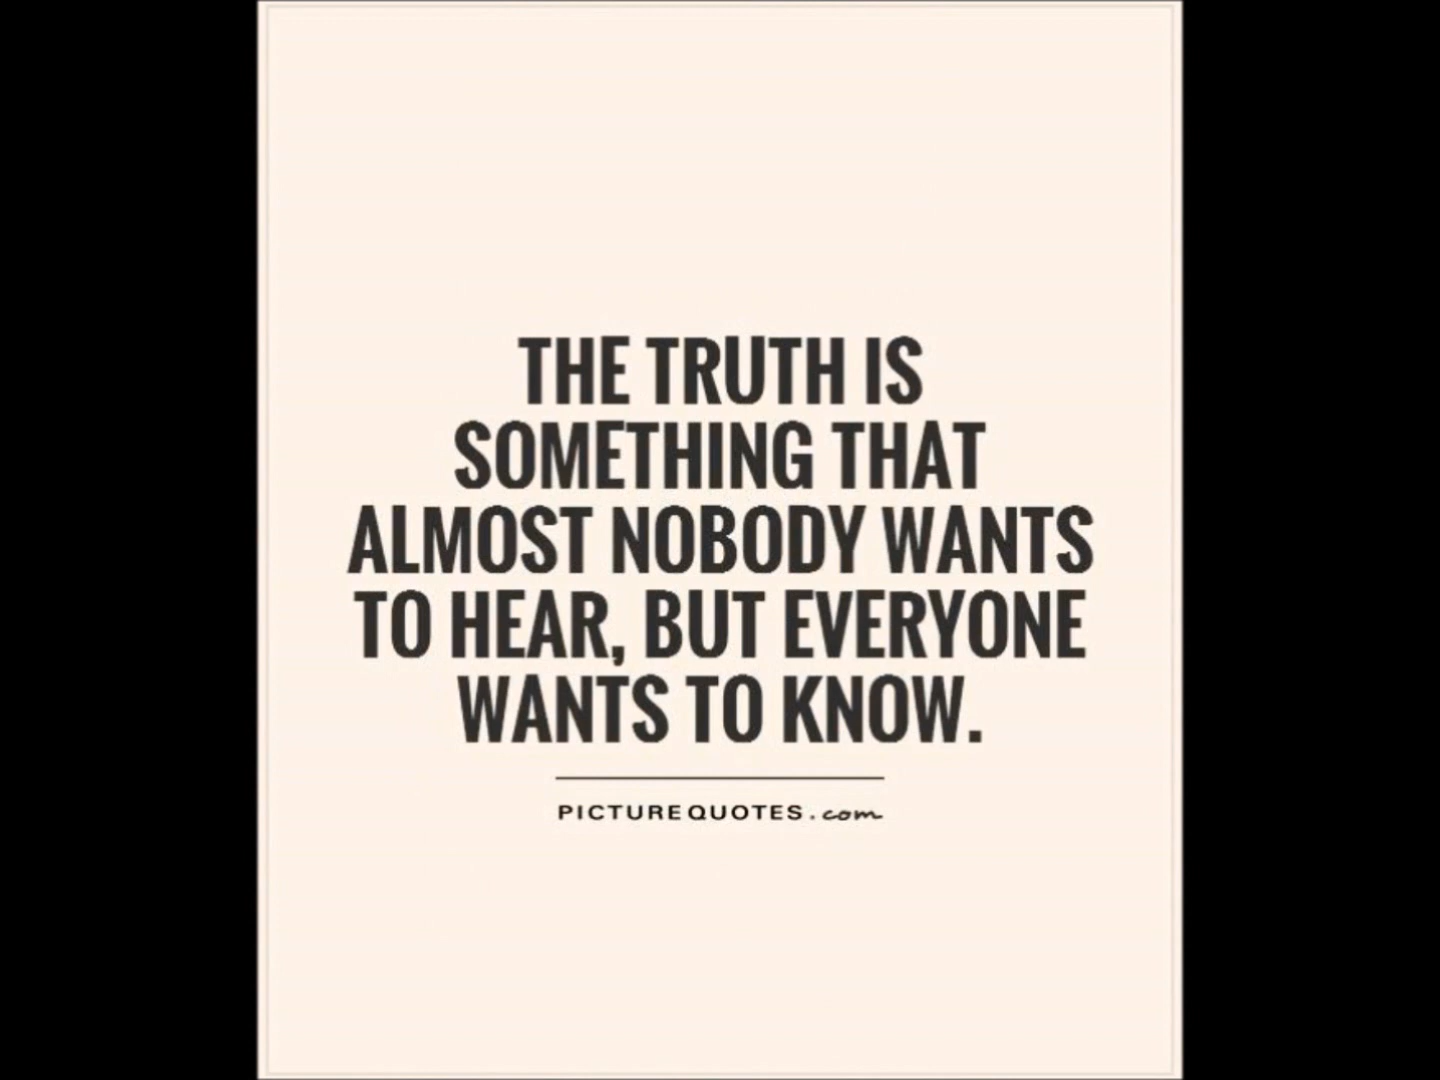 THE TRUTH IS
SOMETHING THAT
ALMOST NOBODY WANTS
TO HEAR, BUT EVERYONE
WANTS TO KNOW.
PICTUREQUOTES.com